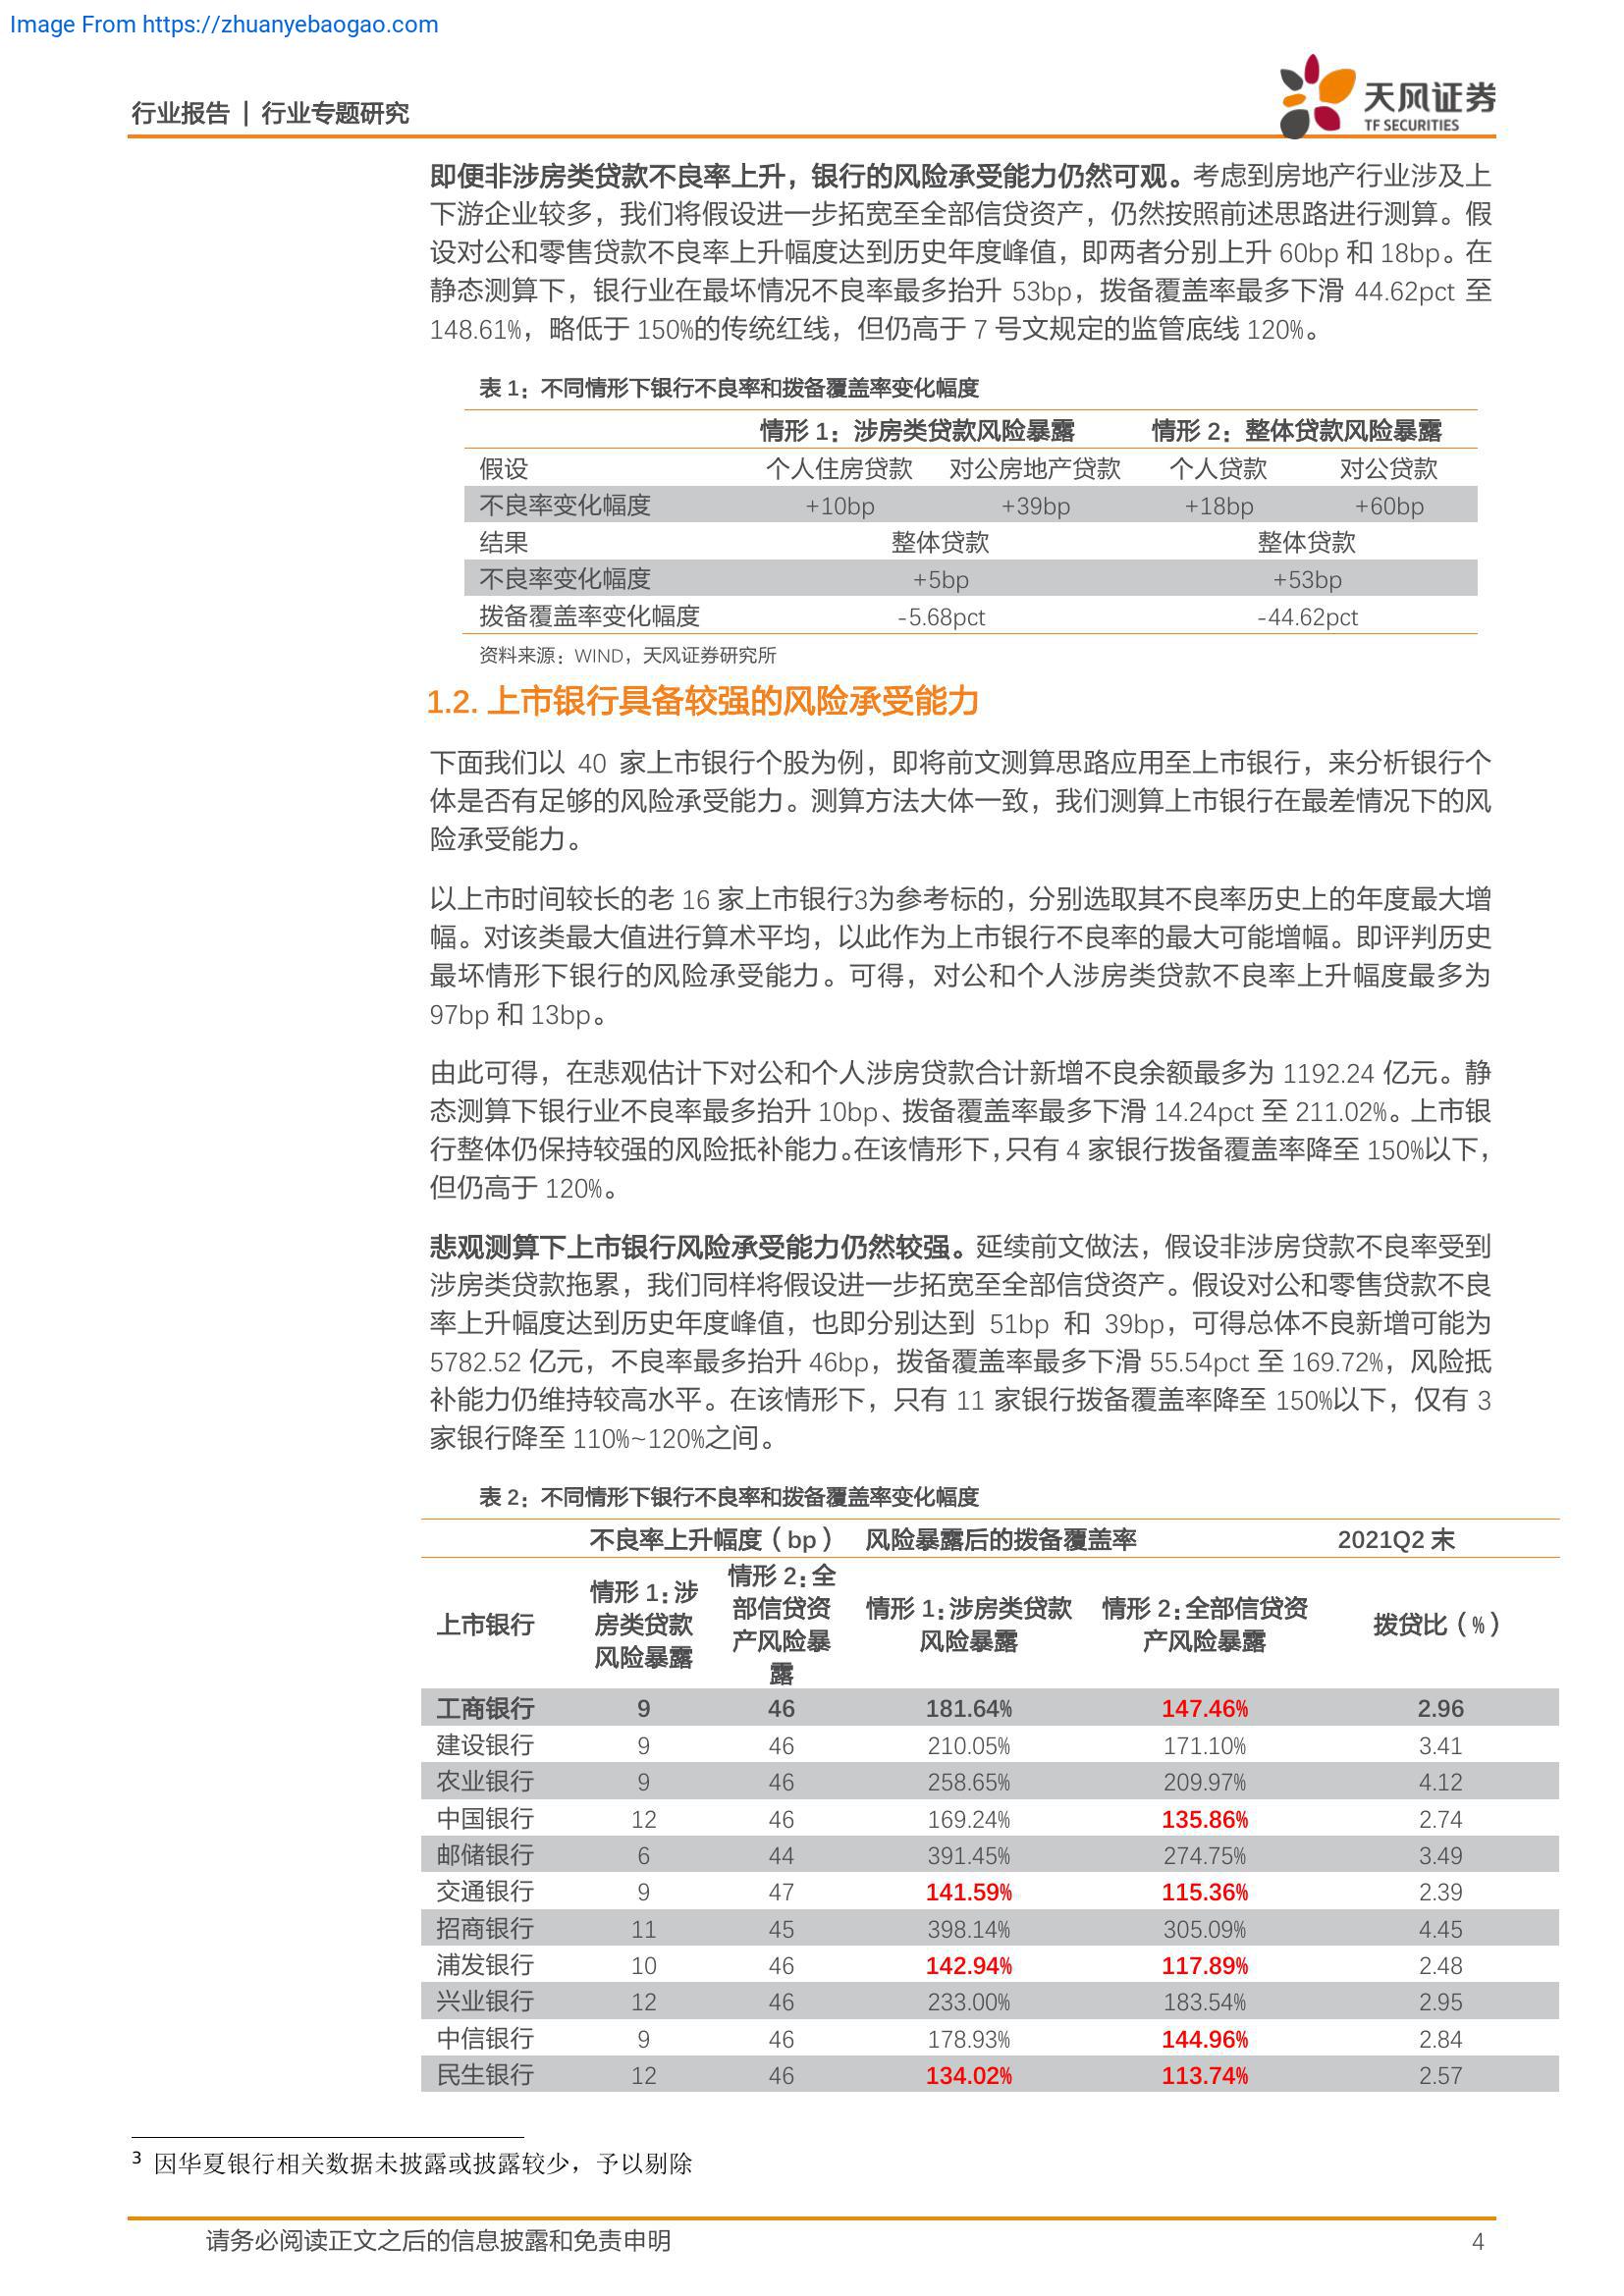 Image From https://zhuanyebaogao.com
行业报告 | 行业专题研究
天风证券
TF SECURITIES
即便非涉房类贷款不良率上升，银行的风险承受能力仍然可观。考虑到房地产行业涉及上
下游企业较多，我们将假设进一步拓宽至全部信贷资产，仍然按照前述思路进行测算。假
设对公和零售贷款不良率上升幅度达到历史年度峰值，即两者分别上升 60bp 和 18bp。在
静态测算下，银行业在最坏情况不良率最多抬升 53bp，拨备覆盖率最多下滑 44.62pct 至
148.61%，略低于 150%的传统红线，但仍高于 7 号文规定的监管底线 120%。
表 1：不同情形下银行不良率和拨备覆盖率变化幅度
情形 1：涉房类贷款风险暴露 情形 2：整体贷款风险暴露
假设 个人住房贷款 对公房地产贷款 个人贷款 对公贷款
不良率变化幅度 +10bp +39bp +18bp +60bp
结果 整体贷款 整体贷款
不良率变化幅度 +5bp +53bp
拨备覆盖率变化幅度 -5.68pct -44.62pct
资料来源：WIND，天风证券研究所
1.2. 上市银行具备较强的风险承受能力
下面我们以 40 家上市银行个股为例，即将前文测算思路应用至上市银行，来分析银行个
体是否有足够的风险承受能力。测算方法大体一致，我们测算上市银行在最差情况下的风
险承受能力。
以上市时间较长的老 16 家上市银行3为参考标的，分别选取其不良率历史上的年度最大增
幅。对该类最大值进行算术平均，以此作为上市银行不良率的最大可能增幅。即评判历史
最坏情形下银行的风险承受能力。可得，对公和个人涉房类贷款不良率上升幅度最多为
97bp 和 13bp。
由此可得，在悲观估计下对公和个人涉房贷款合计新增不良余额最多为 1192.24 亿元。静
态测算下银行业不良率最多抬升 10bp、拨备覆盖率最多下滑 14.24pct 至 211.02%。上市银
行整体仍保持较强的风险抵补能力。在该情形下，只有 4 家银行拨备覆盖率降至 150%以下，
但仍高于 120%。
悲观测算下上市银行风险承受能力仍然较强。延续前文做法，假设非涉房贷款不良率受到
涉房类贷款拖累，我们同样将假设进一步拓宽至全部信贷资产。假设对公和零售贷款不良
率上升幅度达到历史年度峰值，也即分别达到 51bp 和 39bp，可得总体不良新增可能为
5782.52 亿元，不良率最多抬升 46bp，拨备覆盖率最多下滑 55.54pct 至 169.72%，风险抵
补能力仍维持较高水平。在该情形下，只有 11 家银行拨备覆盖率降至 150%以下，仅有 3
家银行降至 110%~120%之间。
表 2：不同情形下银行不良率和拨备覆盖率变化幅度
不良率上升幅度（bp） 风险暴露后的拨备覆盖率 2021Q2 末
上市银行
情形 1：涉
房类贷款
风险暴露
情形 2：全
部信贷资
产风险暴
露
情形 1：涉房类贷款
风险暴露
情形 2：全部信贷资
产风险暴露
拨贷比（%）
工商银行 9 46 181.64% 147.46% 2.96
建设银行 9 46 210.05% 171.10% 3.41
农业银行 9 46 258.65% 209.97% 4.12
中国银行 12 46 169.24% 135.86% 2.74
邮储银行 6 44 391.45% 274.75% 3.49
交通银行 9 47 141.59% 115.36% 2.39
招商银行 11 45 398.14% 305.09% 4.45
浦发银行 10 46 142.94% 117.89% 2.48
兴业银行 12 46 233.00% 183.54% 2.95
中信银行 9 46 178.93% 144.96% 2.84
民生银行 12 46 134.02% 113.74% 2.57
3 因华夏银行相关数据未披露或披露较少，予以剔除
请务必阅读正文之后的信息披露和免责申明 4